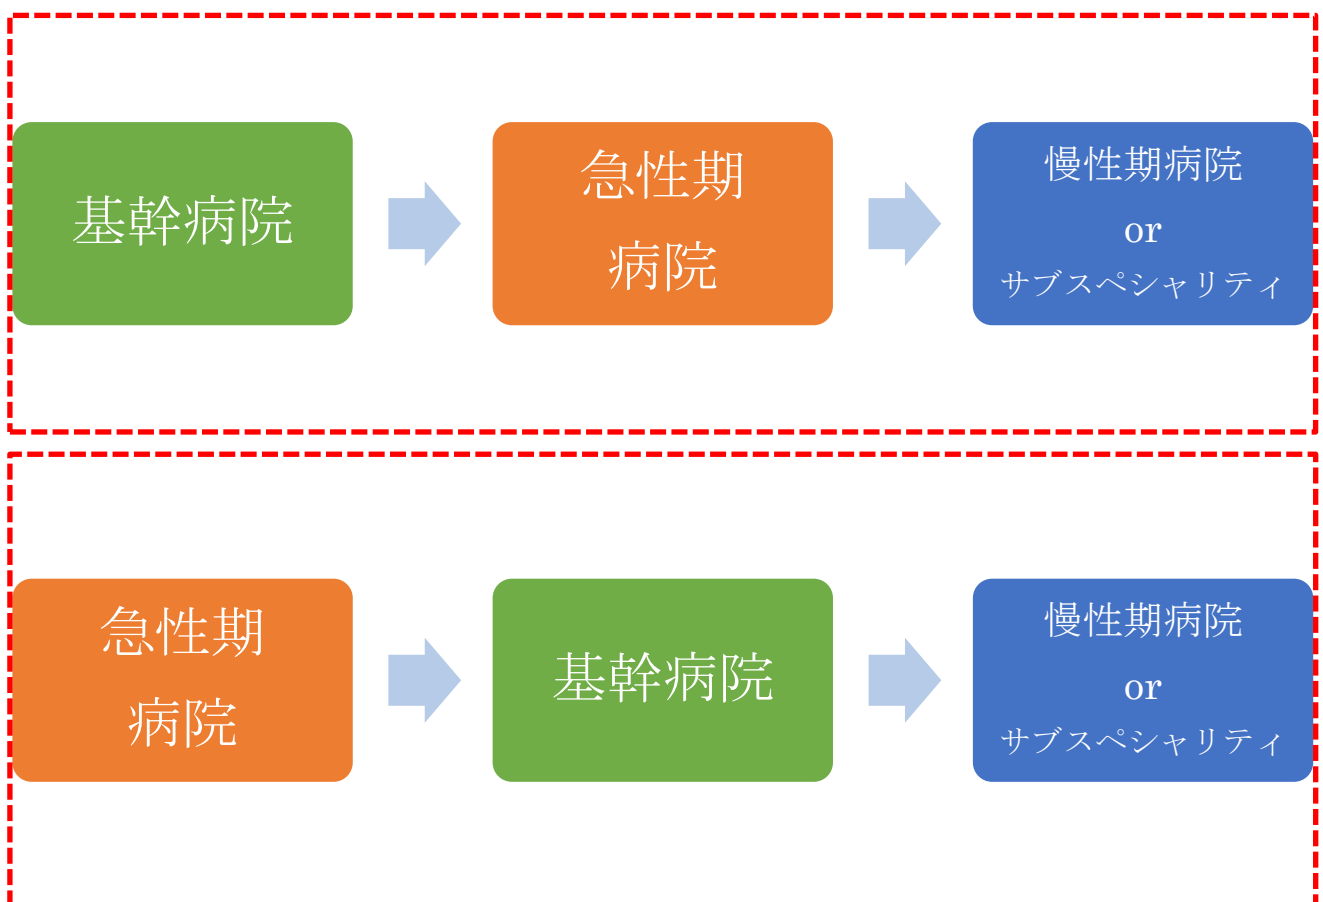 基幹病院
急性期
病院
慢性期病院
or
サブスペシャリティ
急性期
病院
基幹病院
慢性期病院
or
サブスペシャリティ